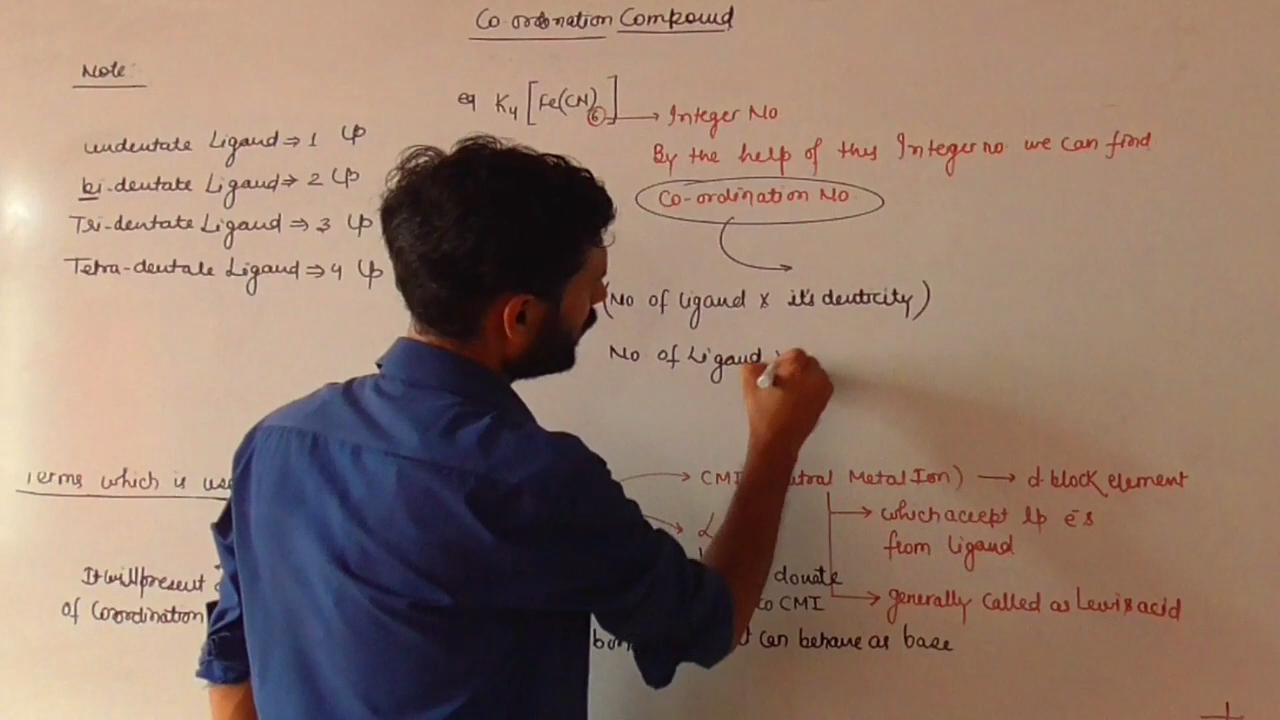 Co-ordination Compound
Note
undentate Ligand ⇒ 1 lp
bi-dentate Ligand ⇒ 2 lp
Tri-dentate Ligand ⇒ 3 lp
Tetra-dentate Ligand ⇒ 4 lp
eg K4 [Fe(CN)6] → Integer No
By the help of this Integer no we can find
Co-ordination No
(No of ligand x it's denticity)
No of Ligand
Terms which is
CMI Metal Ion) → d-block element
→ which accept lp e-s
from Ligand
→ generally called as Lewis acid
It will present
of Coordination
donate
to CMI
can behave as base